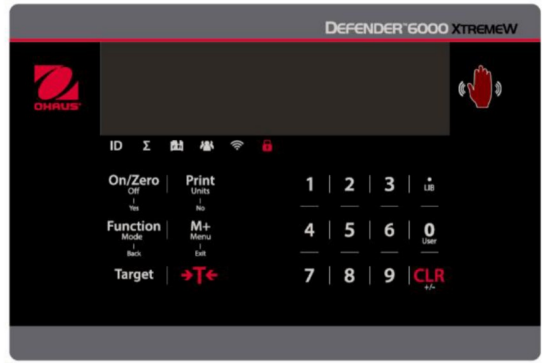 DEFENDER™6000 XTREMEW
OHAUS®
ID Σ
On/Zero Print
Off Units
Yes No
Function M+
Mode Menu
Back Exit
Target →T←
1 2 3 .
LIB
4 5 6 0
User
7 8 9 CLR
+/-